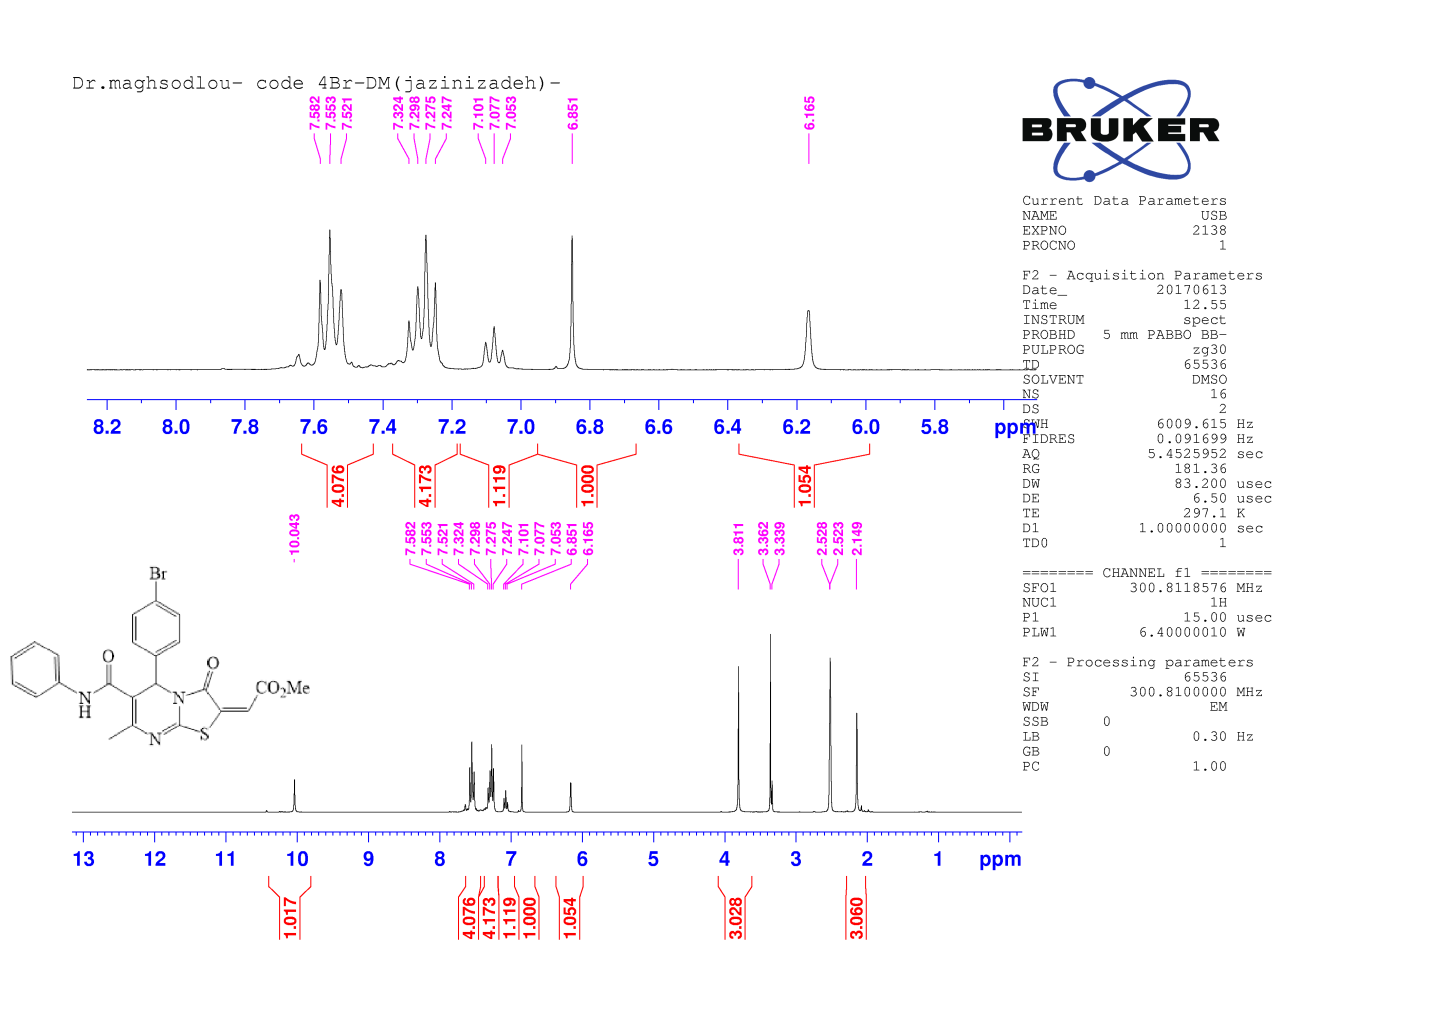 Dr.maghsodlou- code 4Br-DM(jazinizadeh)-
7.582
7.553
7.521
7.324
7.298
7.275
7.247
7.101
7.077
7.053
6.851
6.165
8.2 8.0 7.8 7.6 7.4 7.2 7.0 6.8 6.6 6.4 6.2 6.0 5.8 ppm
4.076
4.173
1.119
1.000
1.054
10.043
7.582
7.553
7.521
7.324
7.298
7.275
7.247
7.101
7.077
7.053
6.851
6.165
3.811
3.362
3.339
2.528
2.523
2.149
Br
O
O
N
H
N
CO2Me
N
S
13 12 11 10 9 8 7 6 5 4 3 2 1 ppm
1.017
4.076
4.173
1.119
1.000
1.054
3.028
3.060
BRUKER
Current Data Parameters
NAME USB
EXPNO 2138
PROCNO 1
F2 - Acquisition Parameters
Date_ 20170613
Time 12.55
INSTRUM spect
PROBHD 5 mm PABBO BB-
PULPROG zg30
TD 65536
SOLVENT DMSO
NS 16
DS 2
SWH 6009.615 Hz
FIDRES 0.091699 Hz
AQ 5.4525952 sec
RG 181.36
DW 83.200 usec
DE 6.50 usec
TE 297.1 K
D1 1.00000000 sec
TD0 1
======== CHANNEL f1 ========
SFO1 300.8118576 MHz
NUC1 1H
P1 15.00 usec
PLW1 6.40000010 W
F2 - Processing parameters
SI 65536
SF 300.8100000 MHz
WDW EM
SSB 0
LB 0.30 Hz
GB 0
PC 1.00